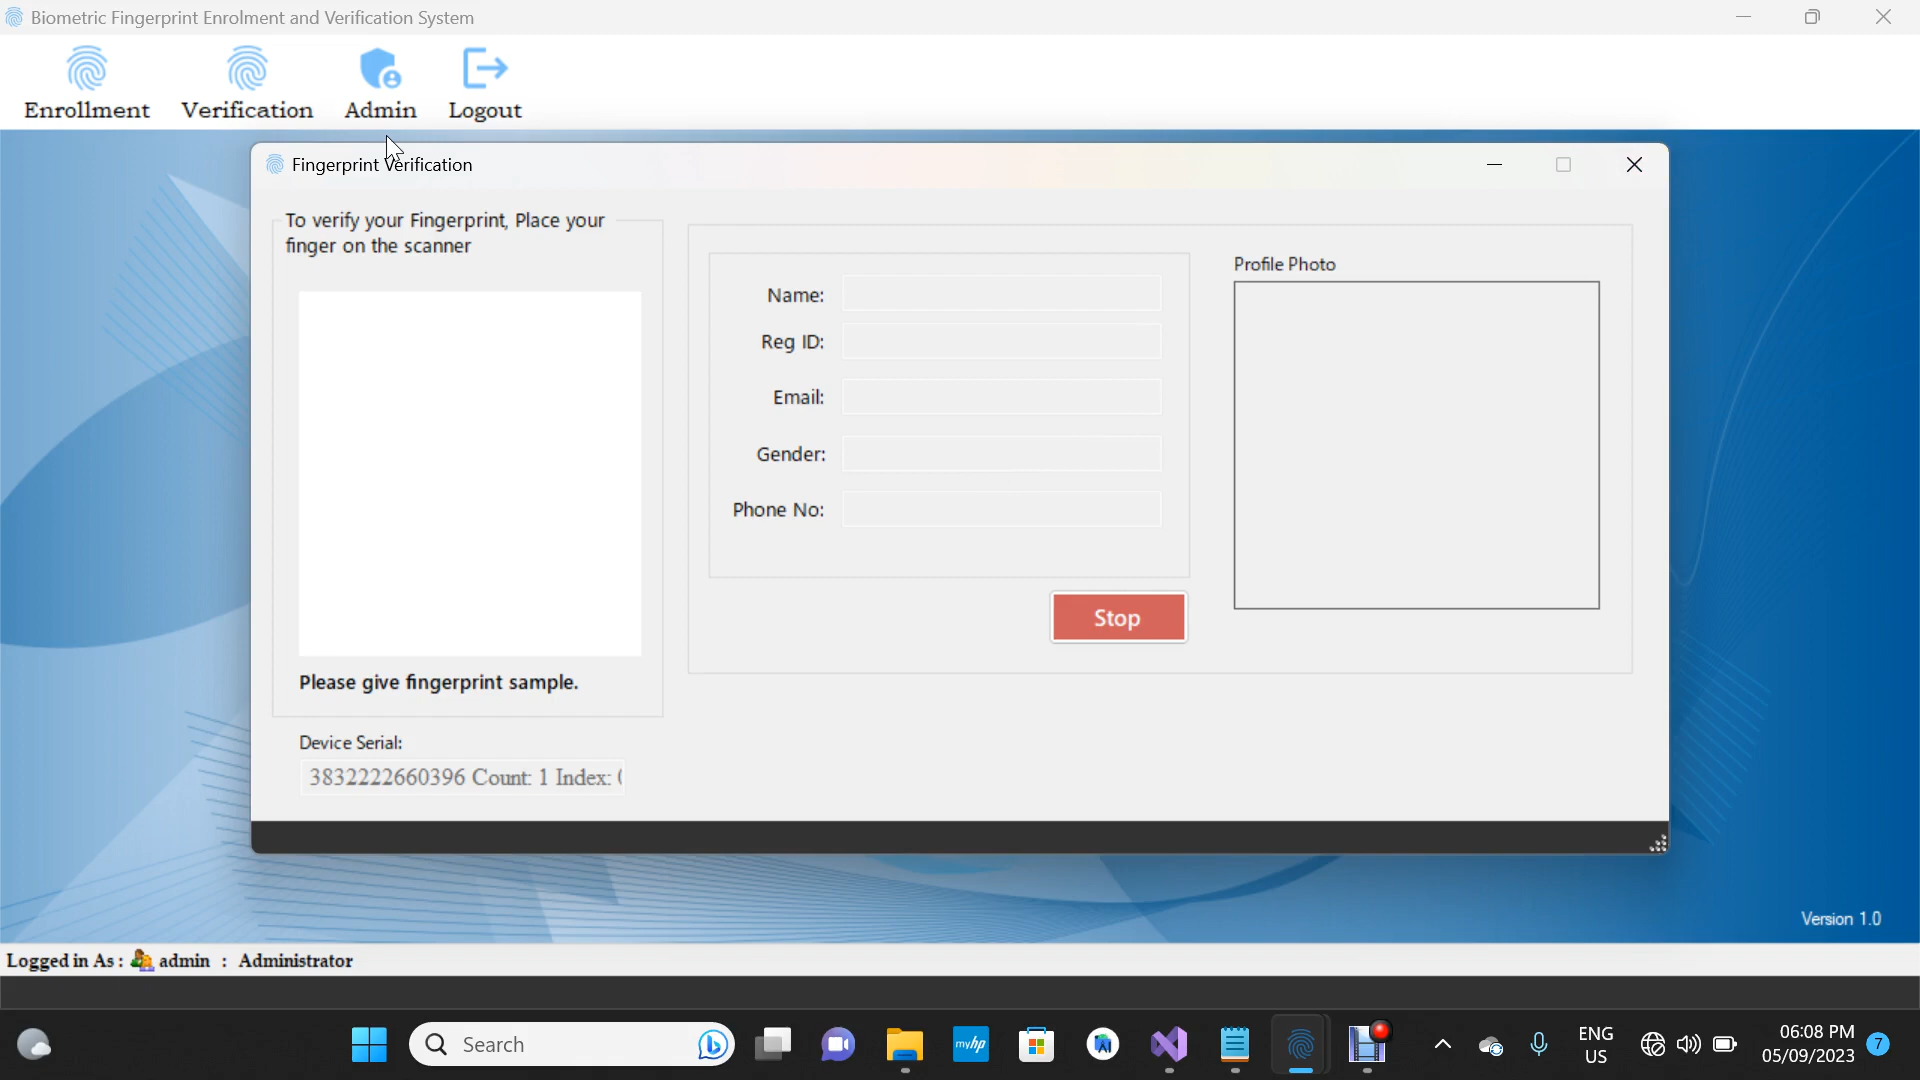 Biometric Fingerprint Enrolment and Verification System
Enrollment Verification Admin Logout
Fingerprint Verification
To verify your Fingerprint, Place your
finger on the scanner
Please give fingerprint sample.
Device Serial:
3832222660396 Count: 1 Index:
Name:
Reg ID:
Email:
Gender:
Phone No:
Stop
Profile Photo
Version 1.0
Logged in As : admin : Administrator
Search
myhp
ENG
US
06:08 PM
05/09/2023
7